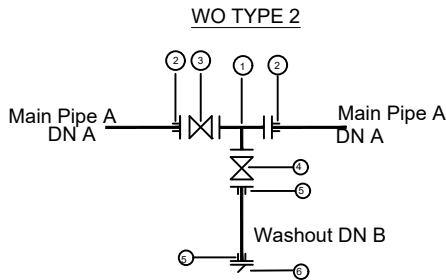 WO TYPE 2
2 3 1 2
Main Pipe A
DN A
Main Pipe A
DN A
4
5
Washout DN B
5
6